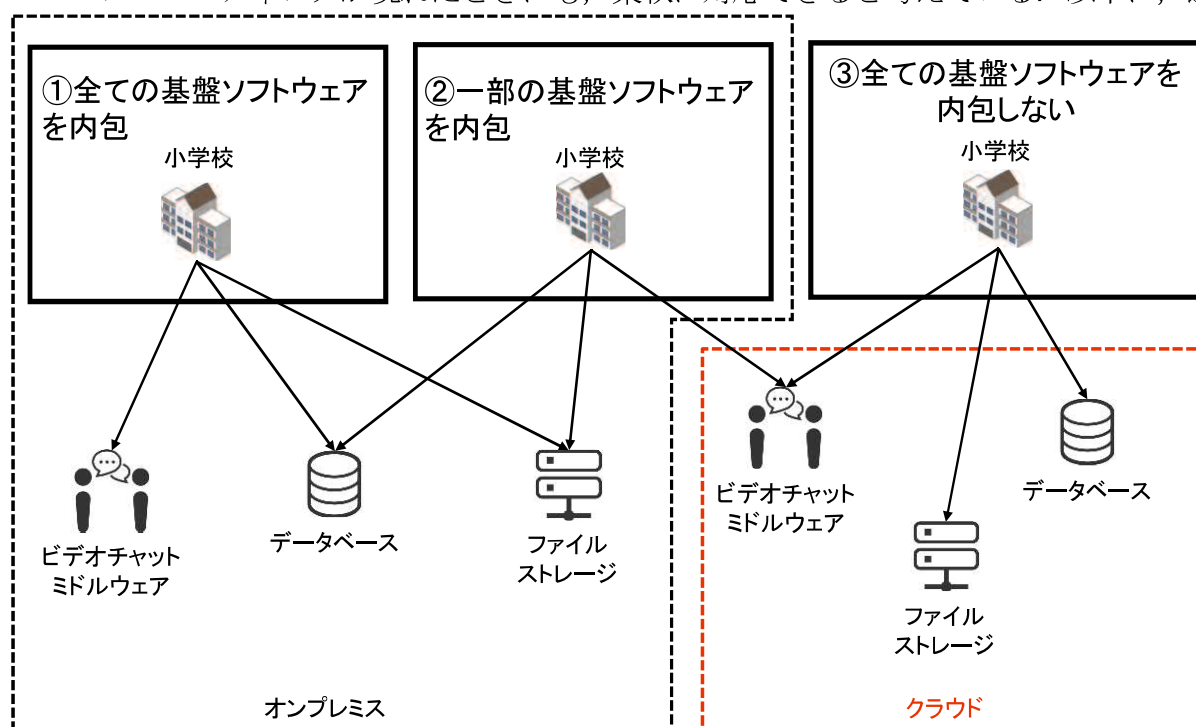 ①全ての基盤ソフトウェア
を内包
小学校
②一部の基盤ソフトウェア
を内包
小学校
③全ての基盤ソフトウェアを
内包しない
小学校
ビデオチャット
ミドルウェア
データベース
ファイル
ストレージ
ビデオチャット
ミドルウェア
ファイル
ストレージ
データベース
オンプレミス
クラウド